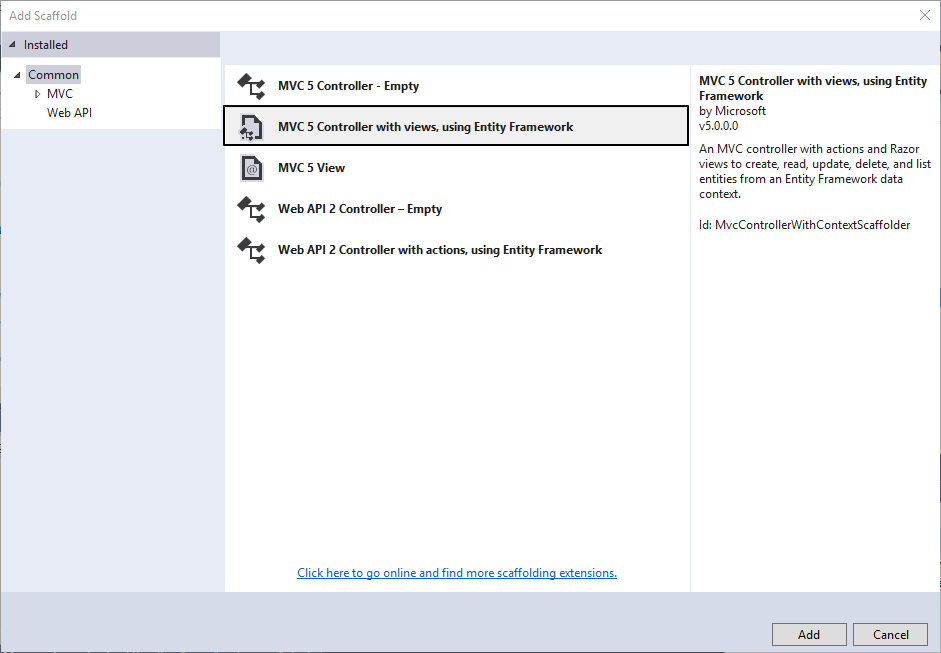 Add Scaffold
Installed
Common
MVC
Web API
MVC 5 Controller - Empty
MVC 5 Controller with views, using Entity Framework
MVC 5 View
Web API 2 Controller – Empty
Web API 2 Controller with actions, using Entity Framework
Click here to go online and find more scaffolding extensions.
MVC 5 Controller with views, using Entity
Framework
by Microsoft
v5.0.0.0
An MVC controller with actions and Razor
views to create, read, update, delete, and list
entities from an Entity Framework data
context.
Id: MvcControllerWithContextScaffolder
Add
Cancel